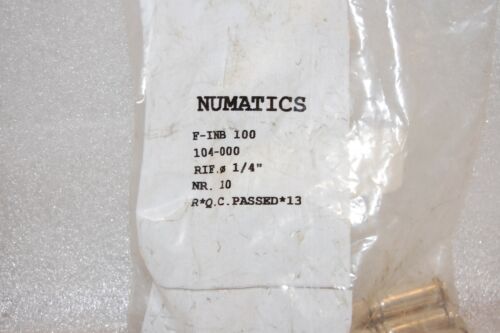 NUMATICS
F-INB 100
104-000
RIF.ø 1/4"
NR. 10
R*Q.C.PASSED*13